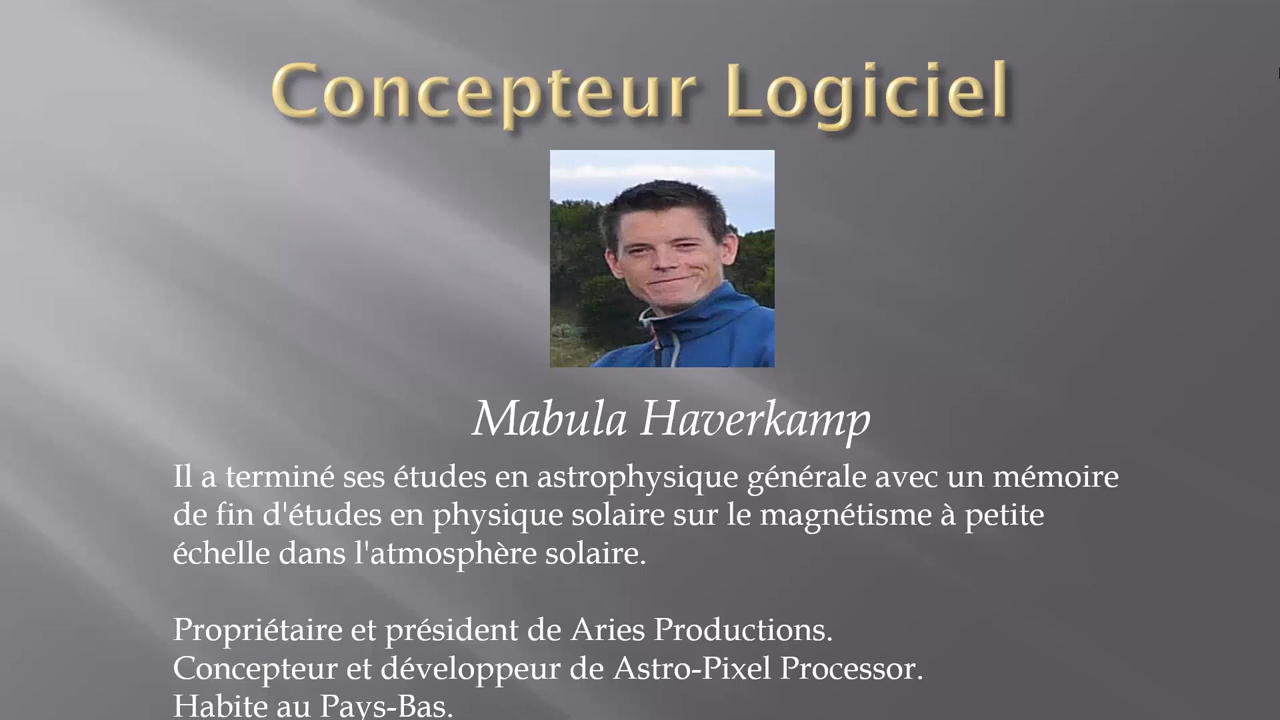 Concepteur Logiciel
Mabula Haverkamp
Il a terminé ses études en astrophysique générale avec un mémoire
de fin d'études en physique solaire sur le magnétisme à petite
échelle dans l'atmosphère solaire.
Propriétaire et président de Aries Productions.
Concepteur et développeur de Astro-Pixel Processor.
Habite au Pays-Bas.